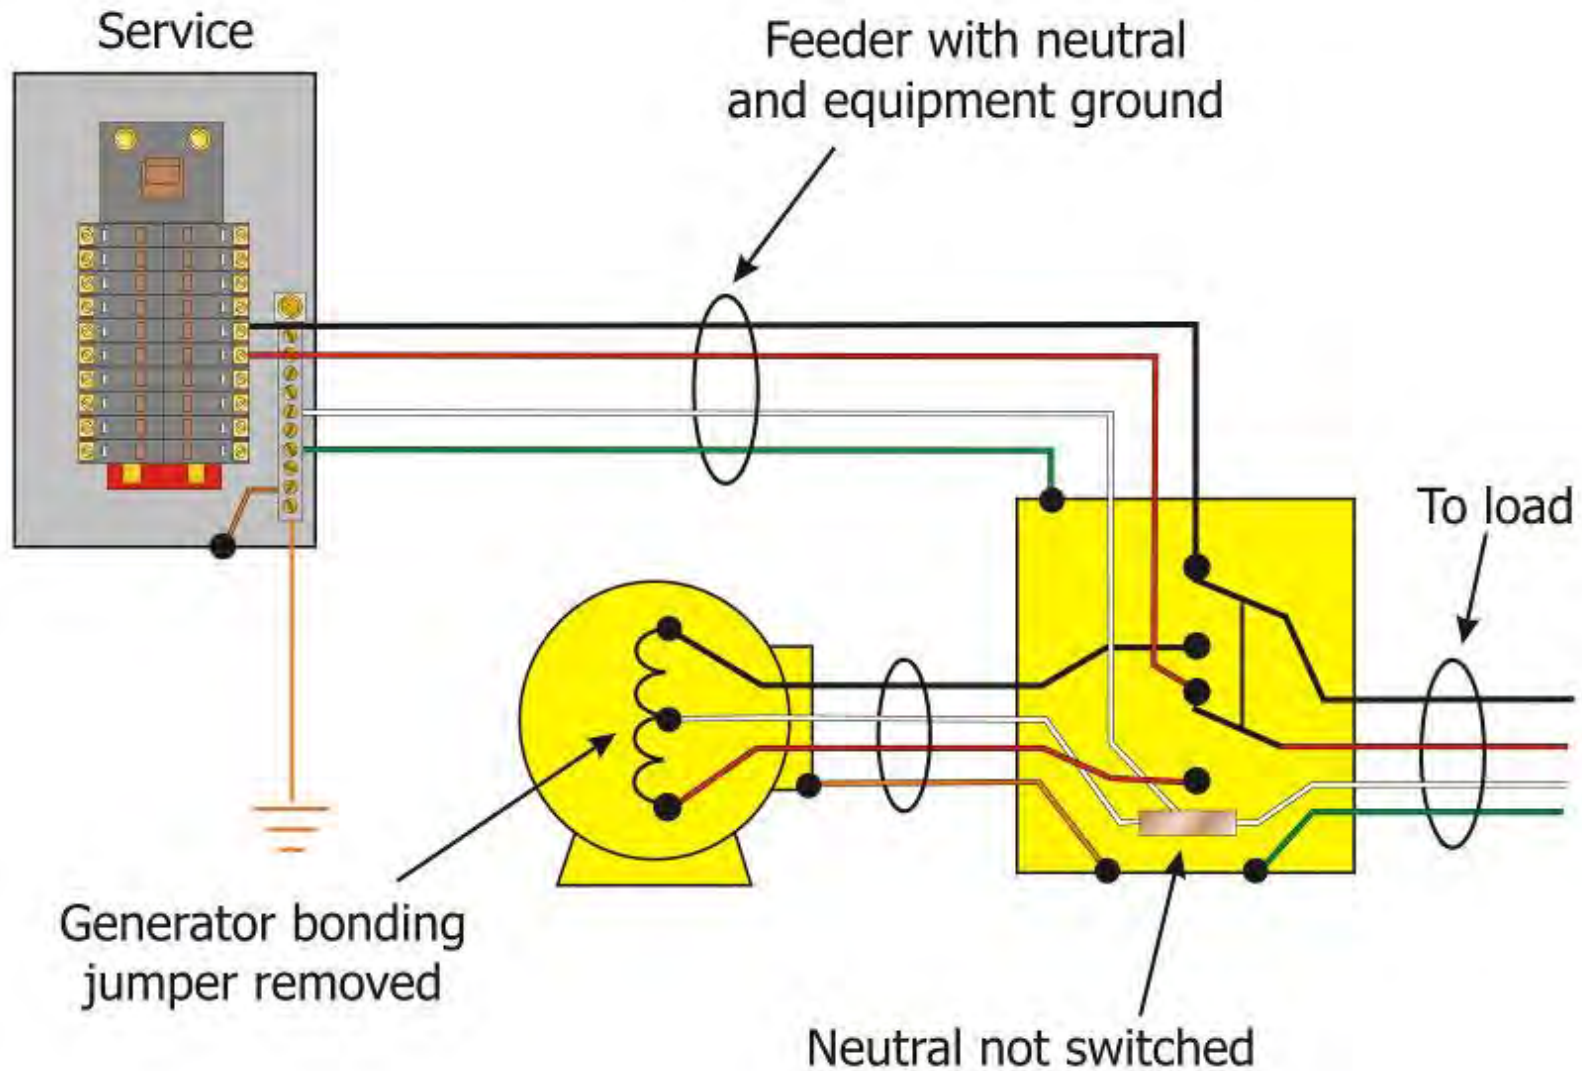 Service
Feeder with neutral
and equipment ground
To load
Generator bonding
jumper removed
Neutral not switched